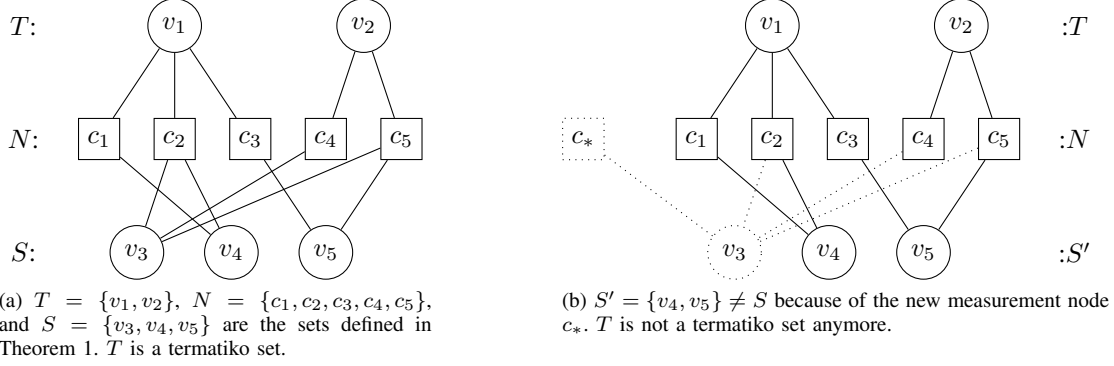 T: v1 v2 v1 v2 :T
N: c1 c2 c3 c4 c5 c* c1 c2 c3 c4 c5 :N
S: v3 v4 v5 v3 v4 v5 :S′
(a) T = {v1, v2}, N = {c1, c2, c3, c4, c5},
and S = {v3, v4, v5} are the sets defined in
Theorem 1. T is a termatiko set.
(b) S′ = {v4, v5} ≠ S because of the new measurement node
c*. T is not a termatiko set anymore.